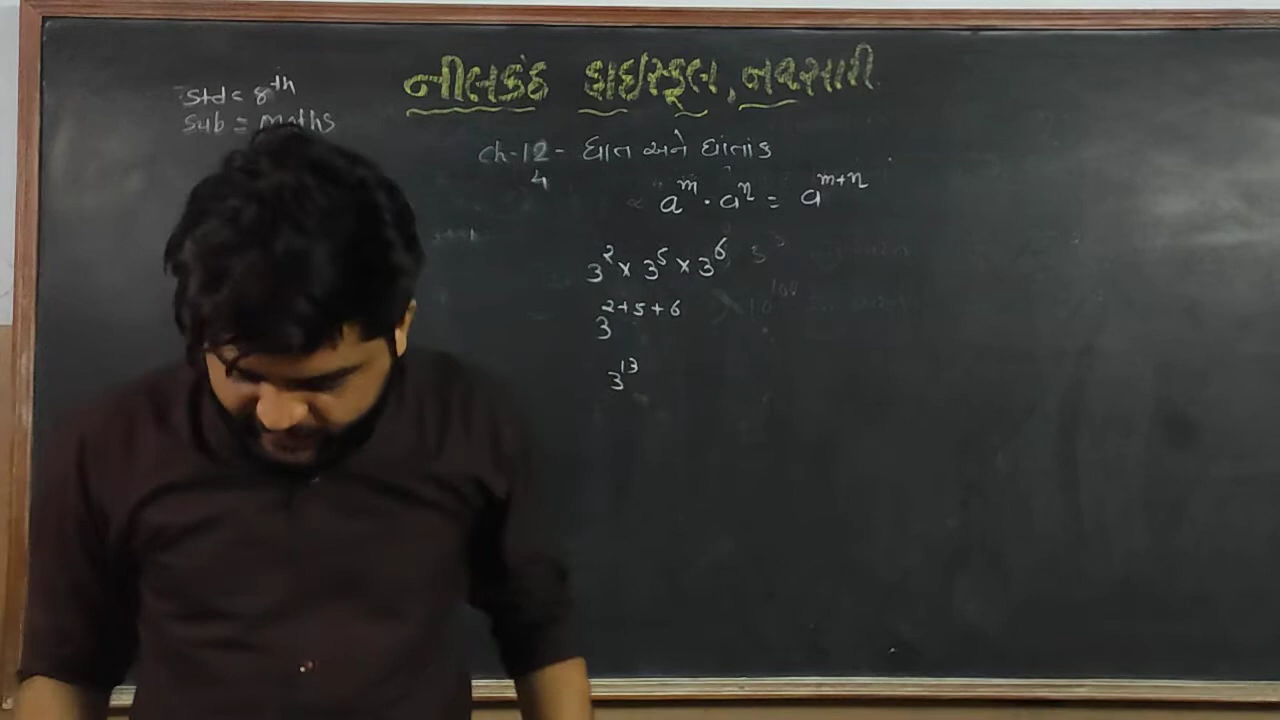 નીલકંઠ હાઇસ્કૂલ, નવસારી
Std = 8th
Sub = Maths
Ch-12 - ઘાત અને ઘાતાંક
4
a^m · a^n = a^{m+n}
3^2 × 3^5 × 3^6
3^{2+5+6}
3^{13}